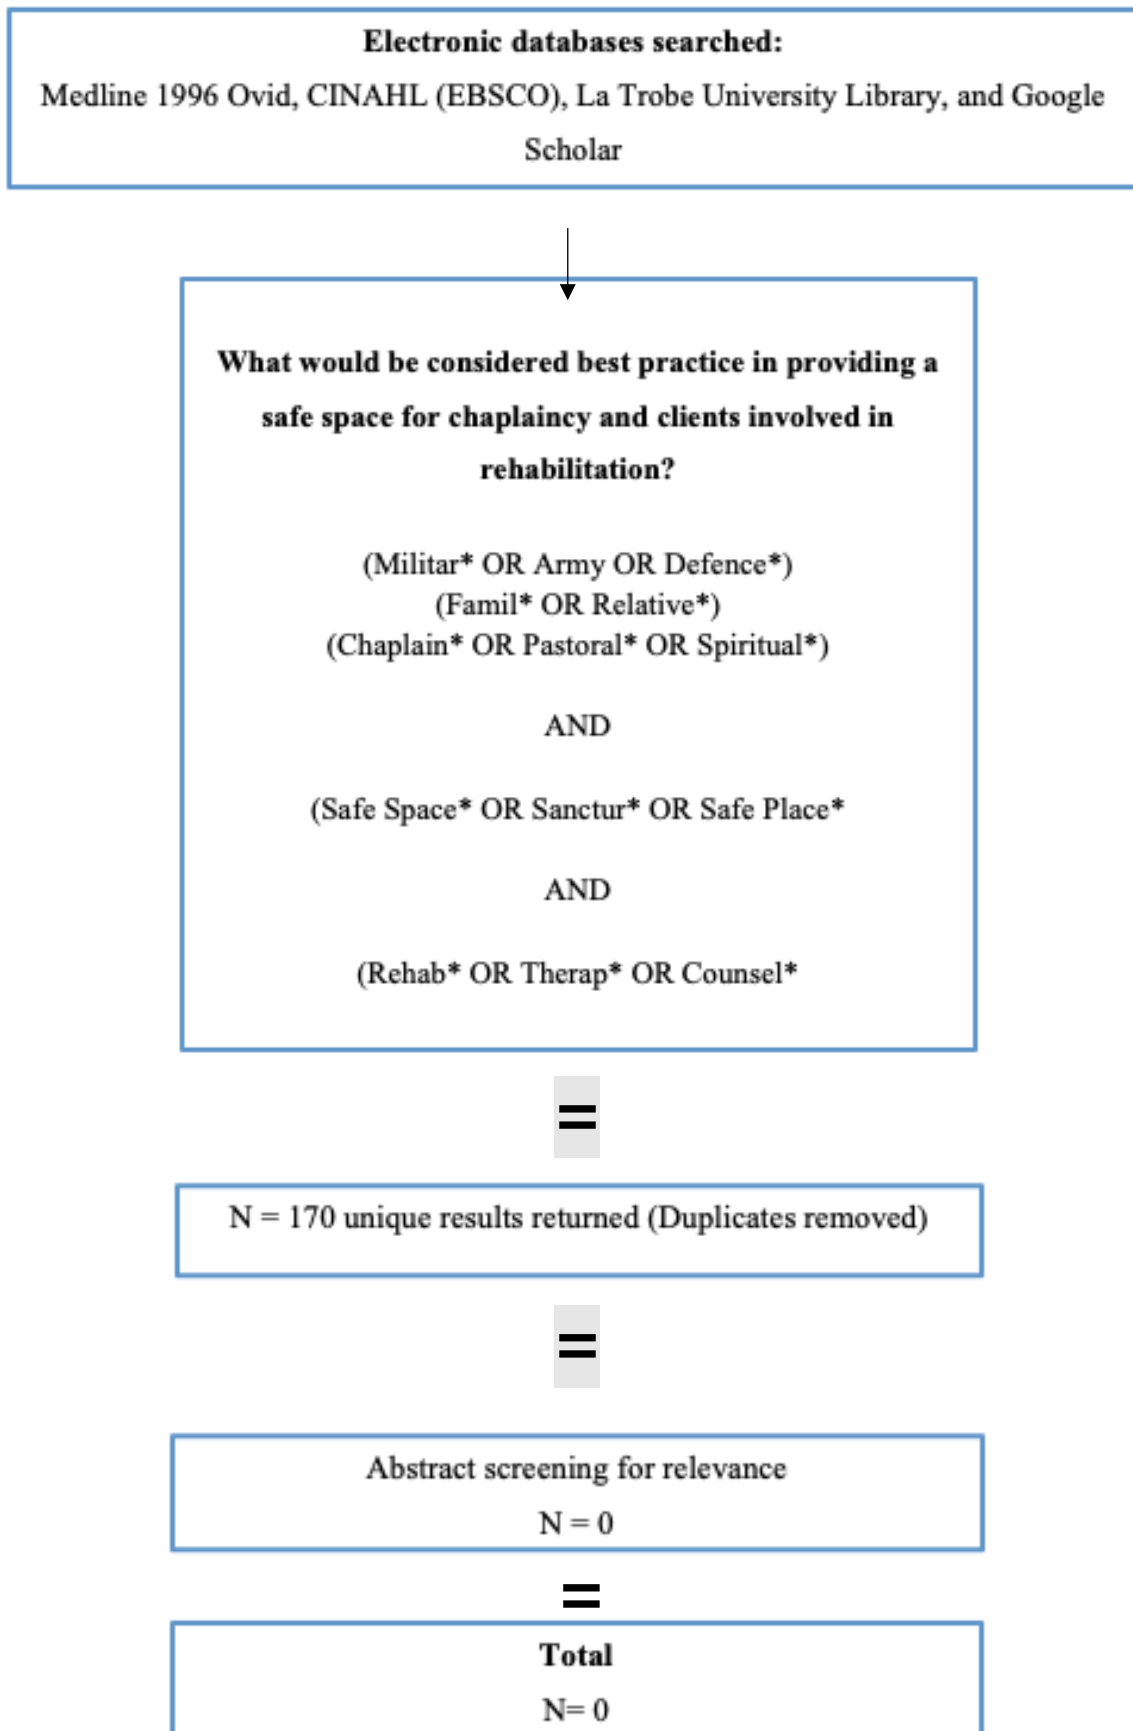 Electronic databases searched:
Medline 1996 Ovid, CINAHL (EBSCO), La Trobe University Library, and Google
Scholar
What would be considered best practice in providing a
safe space for chaplaincy and clients involved in
rehabilitation?
(Militar* OR Army OR Defence*)
(Famil* OR Relative*)
(Chaplain* OR Pastoral* OR Spiritual*)
AND
(Safe Space* OR Sanctur* OR Safe Place*
AND
(Rehab* OR Therap* OR Counsel*
=
N = 170 unique results returned (Duplicates removed)
=
Abstract screening for relevance
N = 0
=
Total
N= 0